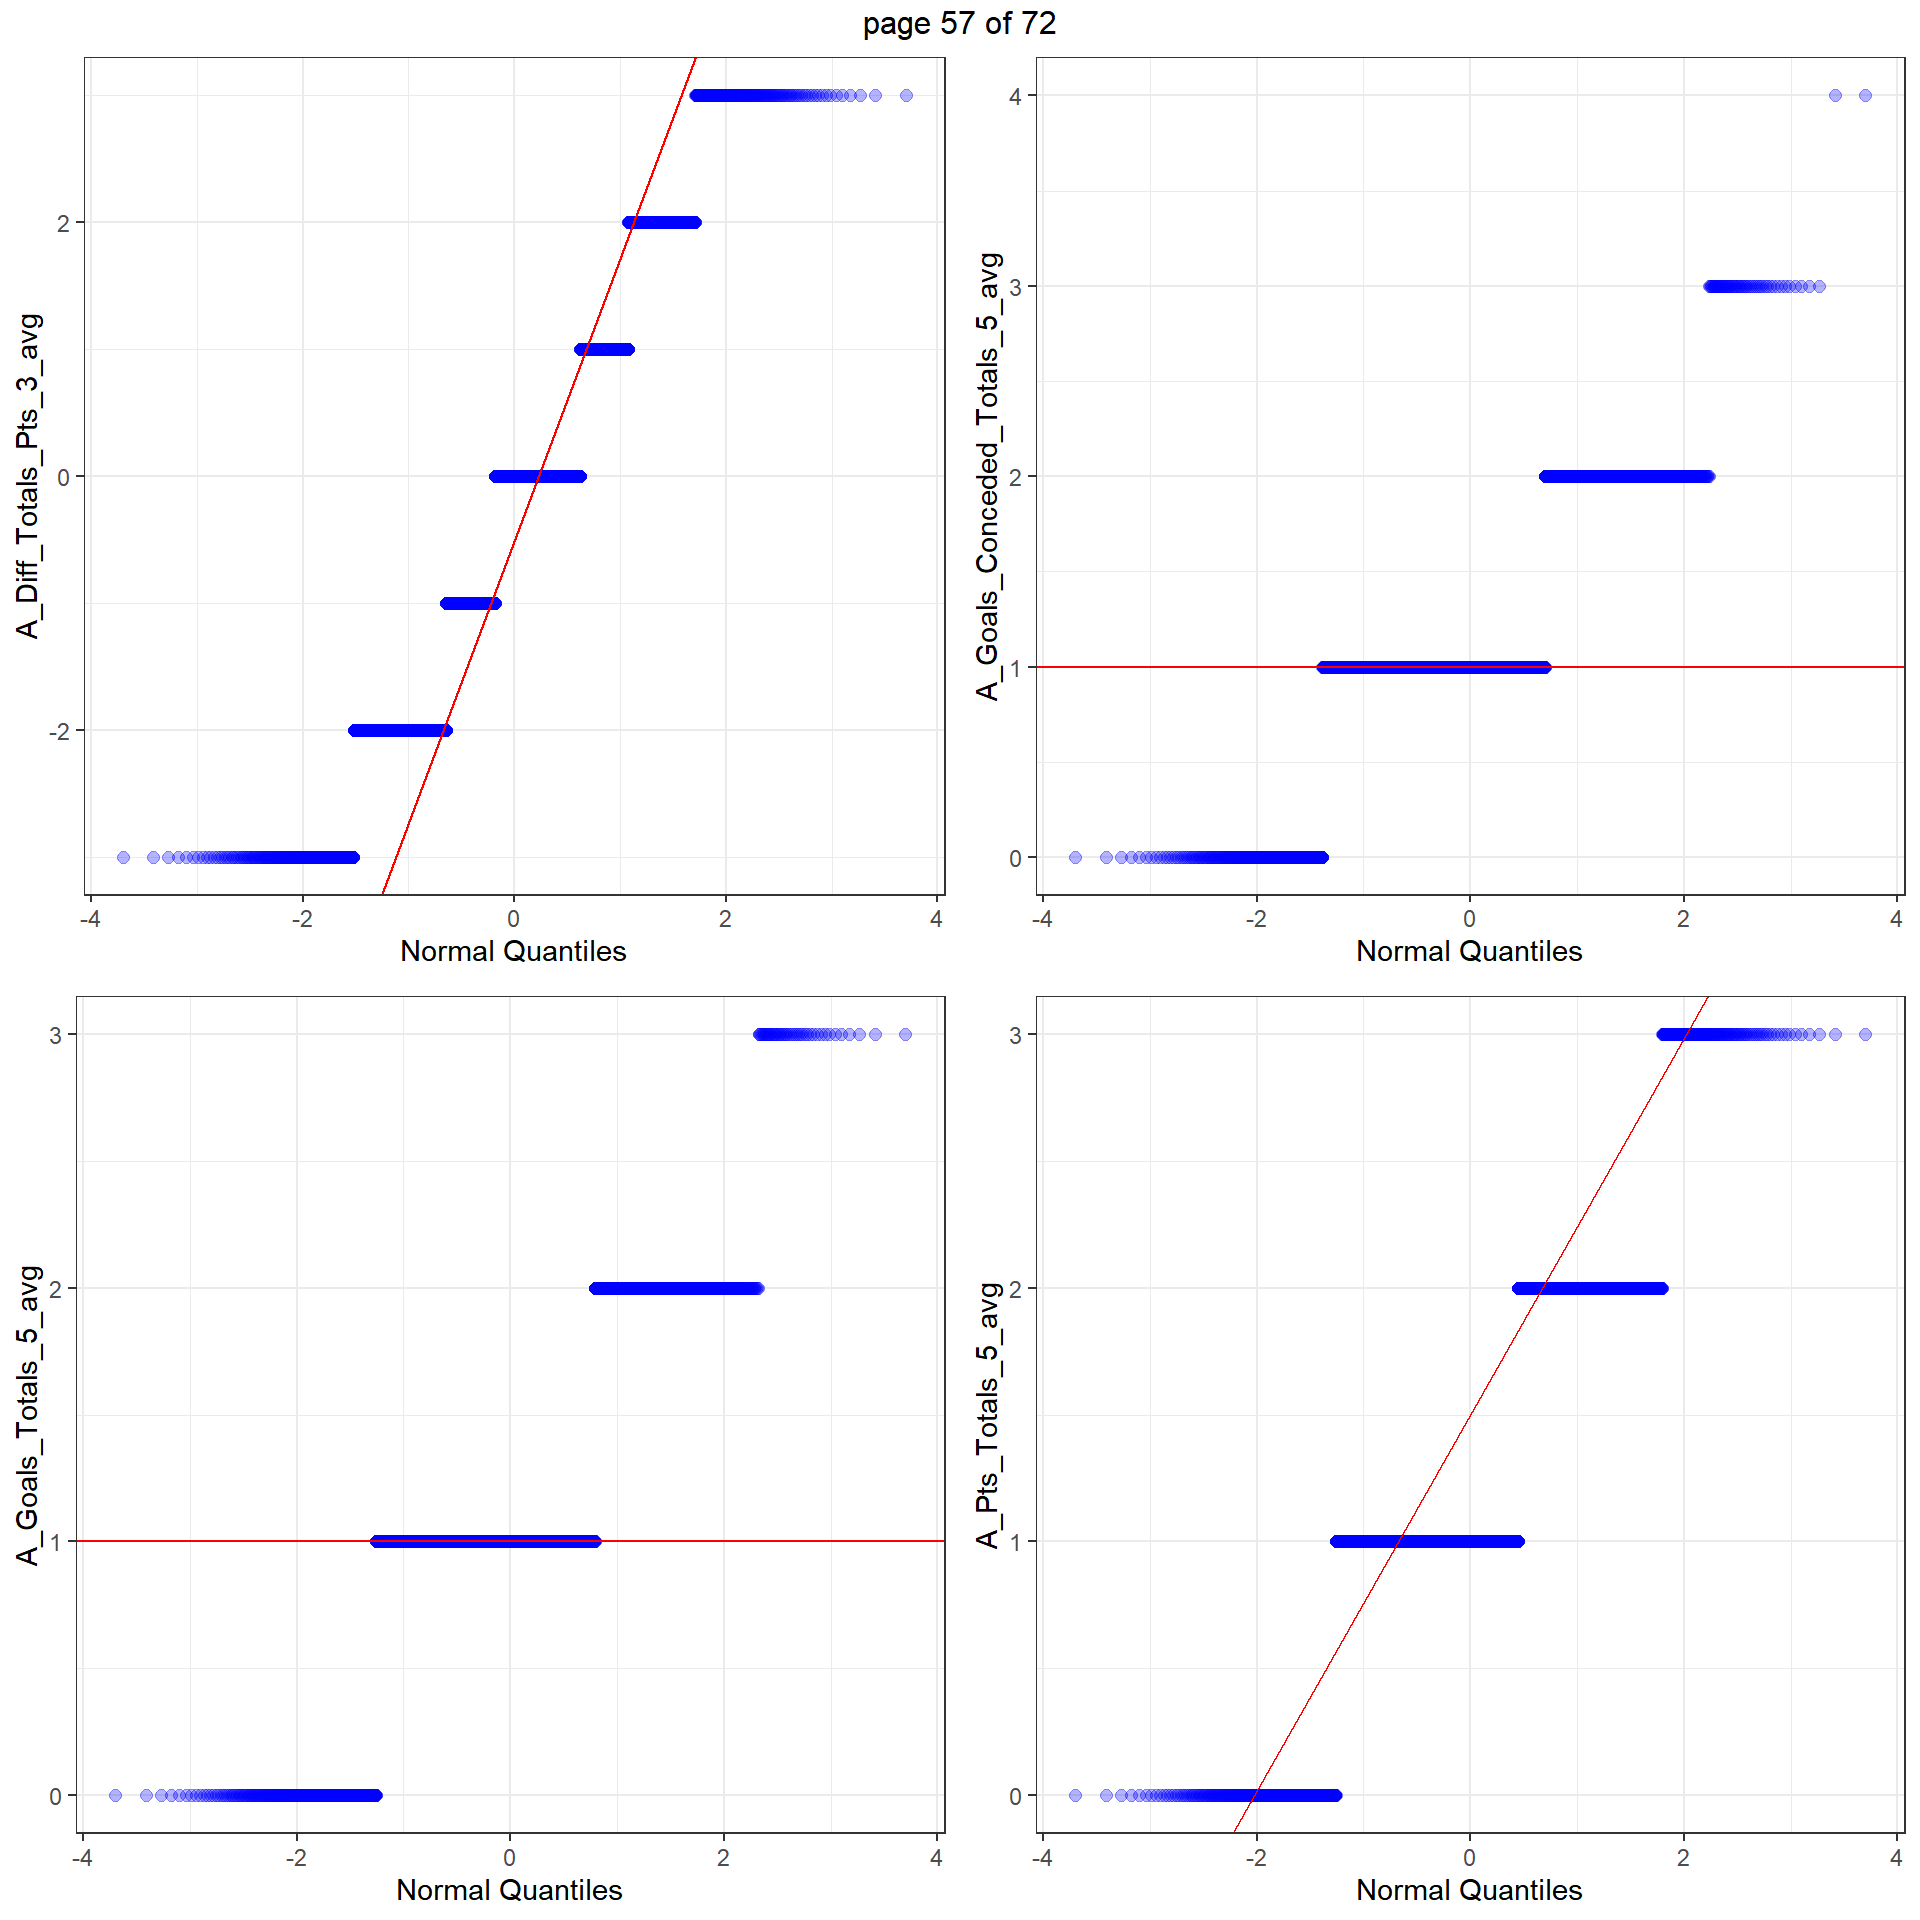 page 57 of 72
A_Diff_Totals_Pts_3_avg
2
0
-2
-4 -2 0 2 4
Normal Quantiles
A_Goals_Conceded_Totals_5_avg
4
3
2
1
0
-4 -2 0 2 4
Normal Quantiles
A_Goals_Totals_5_avg
3
2
1
0
-4 -2 0 2 4
Normal Quantiles
A_Pts_Totals_5_avg
3
2
1
0
-4 -2 0 2 4
Normal Quantiles